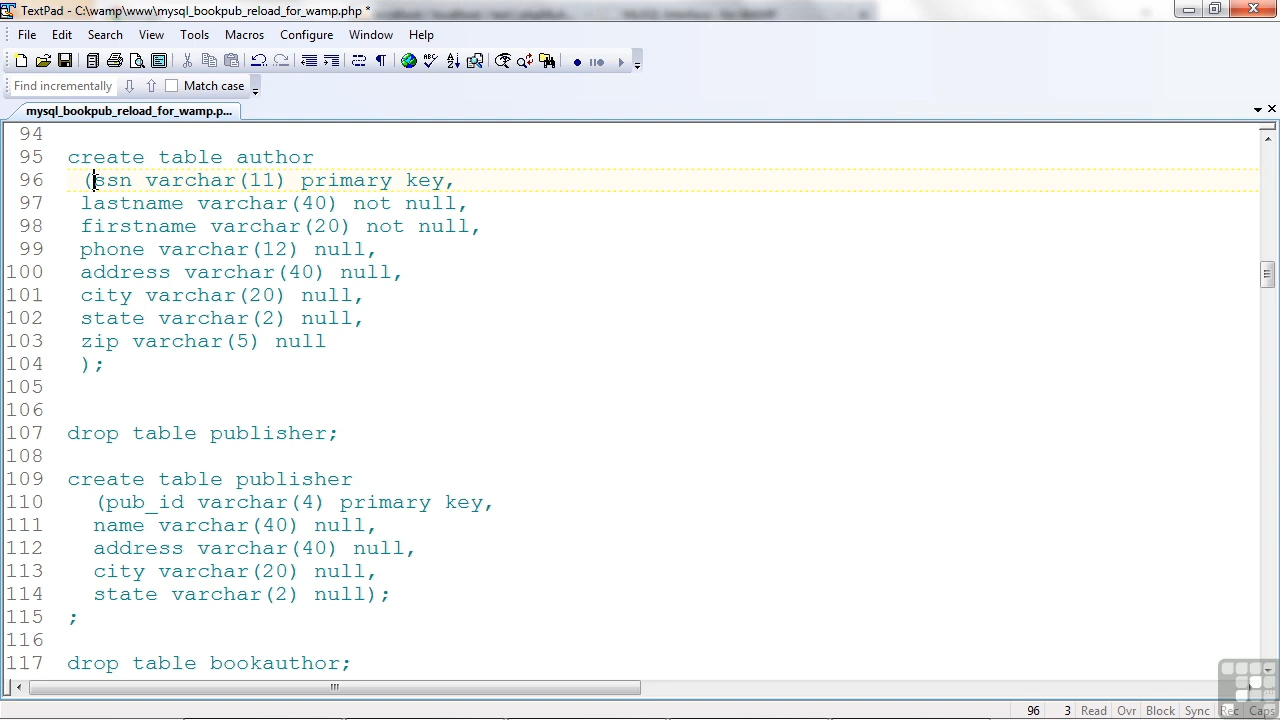 TextPad - C:\wamp\www\mysql_bookpub_reload_for_wamp.php *
File Edit Search View Tools Macros Configure Window Help
Find incrementally Match case
mysql_bookpub_reload_for_wamp.p...
94
95 create table author
96 (ssn varchar(11) primary key,
97 lastname varchar(40) not null,
98 firstname varchar(20) not null,
99 phone varchar(12) null,
100 address varchar(40) null,
101 city varchar(20) null,
102 state varchar(2) null,
103 zip varchar(5) null
104 );
105
106
107 drop table publisher;
108
109 create table publisher
110 (pub_id varchar(4) primary key,
111 name varchar(40) null,
112 address varchar(40) null,
113 city varchar(20) null,
114 state varchar(2) null);
115 ;
116
117 drop table bookauthor;
96 3 Read Ovr Block Sync Rec Caps